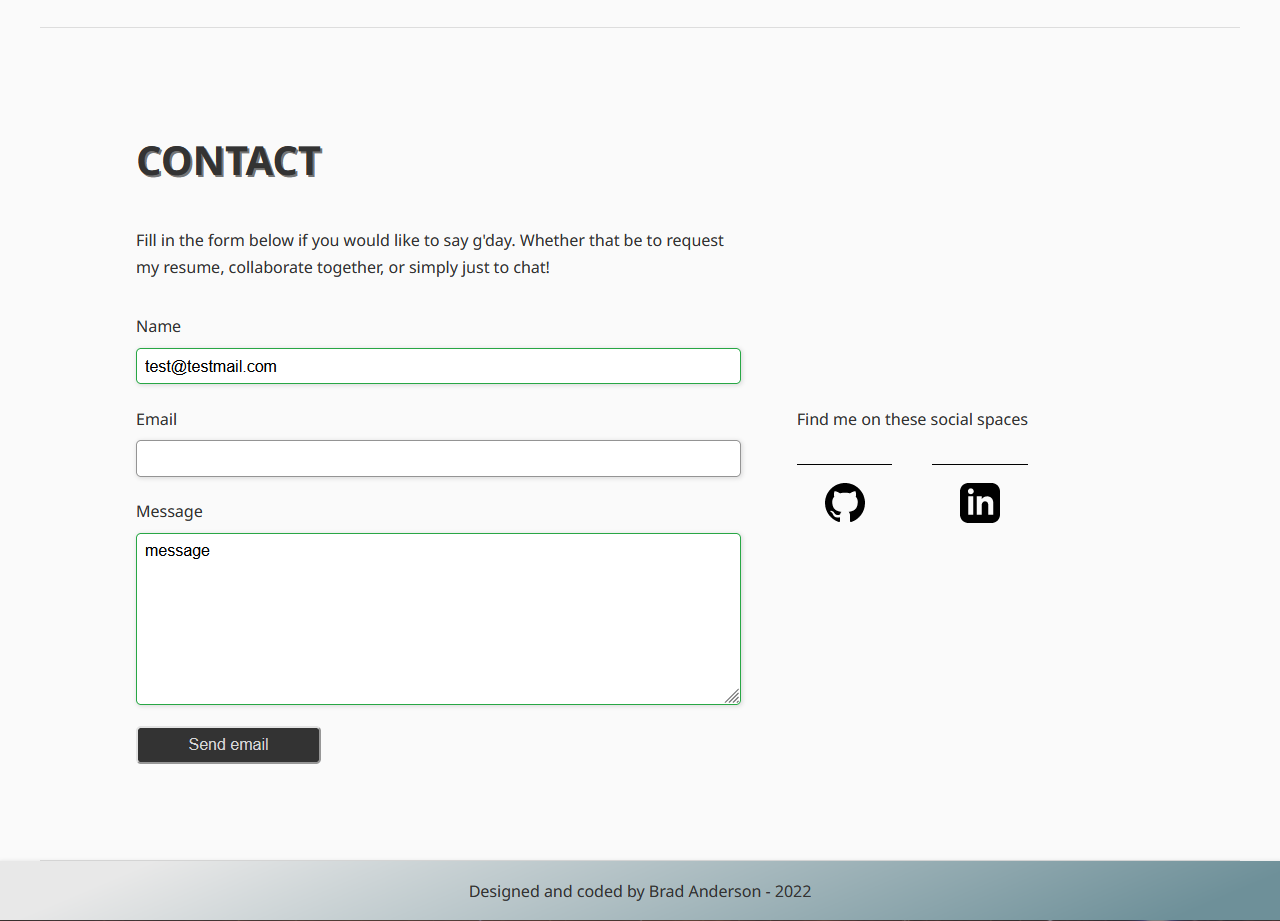 CONTACT
Fill in the form below if you would like to say g'day. Whether that be to request
my resume, collaborate together, or simply just to chat!
Name
test@testmail.com
Email
Message
message
Send email
Find me on these social spaces
in
Designed and coded by Brad Anderson - 2022